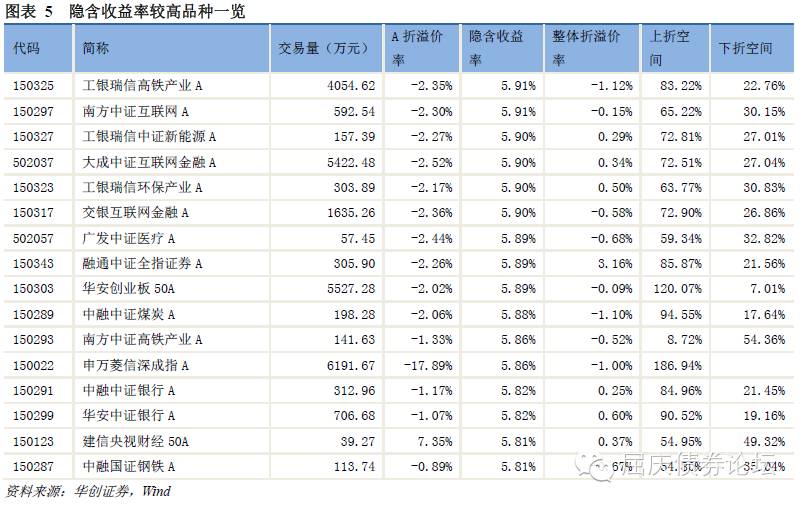 图表 5 隐含收益率较高品种一览
代码 简称 交易量（万元） A 折溢价率 隐含收益率 整体折溢价率 上折空间 下折空间
150325 工银瑞信高铁产业 A 4054.62 -2.35% 5.91% -1.12% 83.22% 22.76%
150297 南方中证互联网 A 592.54 -2.30% 5.91% -0.15% 65.22% 30.15%
150327 工银瑞信中证新能源 A 157.39 -2.27% 5.90% 0.29% 72.81% 27.01%
502037 大成中证互联网金融 A 5422.48 -2.52% 5.90% 0.34% 72.51% 27.04%
150323 工银瑞信环保产业 A 303.89 -2.17% 5.90% 0.50% 63.77% 30.83%
150317 交银互联网金融 A 1635.26 -2.36% 5.90% -0.58% 72.90% 26.86%
502057 广发中证医疗 A 57.45 -2.44% 5.89% -0.68% 59.34% 32.82%
150343 融通中证全指证券 A 305.90 -2.26% 5.89% 3.16% 85.87% 21.56%
150303 华安创业板 50A 5527.28 -2.02% 5.89% -0.09% 120.07% 7.01%
150289 中融中证煤炭 A 198.28 -2.06% 5.88% -1.10% 94.55% 17.64%
150293 南方中证高铁产业 A 141.63 -1.33% 5.86% -0.52% 8.72% 54.36%
150022 申万菱信深成指 A 6191.67 -17.89% 5.86% -1.00% 186.94%
150291 中融中证银行 A 312.96 -1.17% 5.82% 0.25% 84.96% 21.45%
150299 华安中证银行 A 706.68 -1.07% 5.82% 0.60% 90.52% 19.16%
150123 建信央视财经 50A 39.27 7.35% 5.81% 0.37% 54.95% 49.32%
150287 中融国证钢铁 A 113.74 -0.89% 5.81%
屈庆债券论坛
资料来源：华创证券，Wind